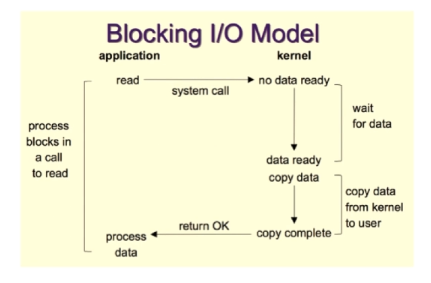 Blocking I/O Model
application
kernel
read
system call
no data ready
wait
for data
process
blocks in
a call
to read
data ready
copy data
copy data
from kernel
to user
return OK
copy complete
process
data